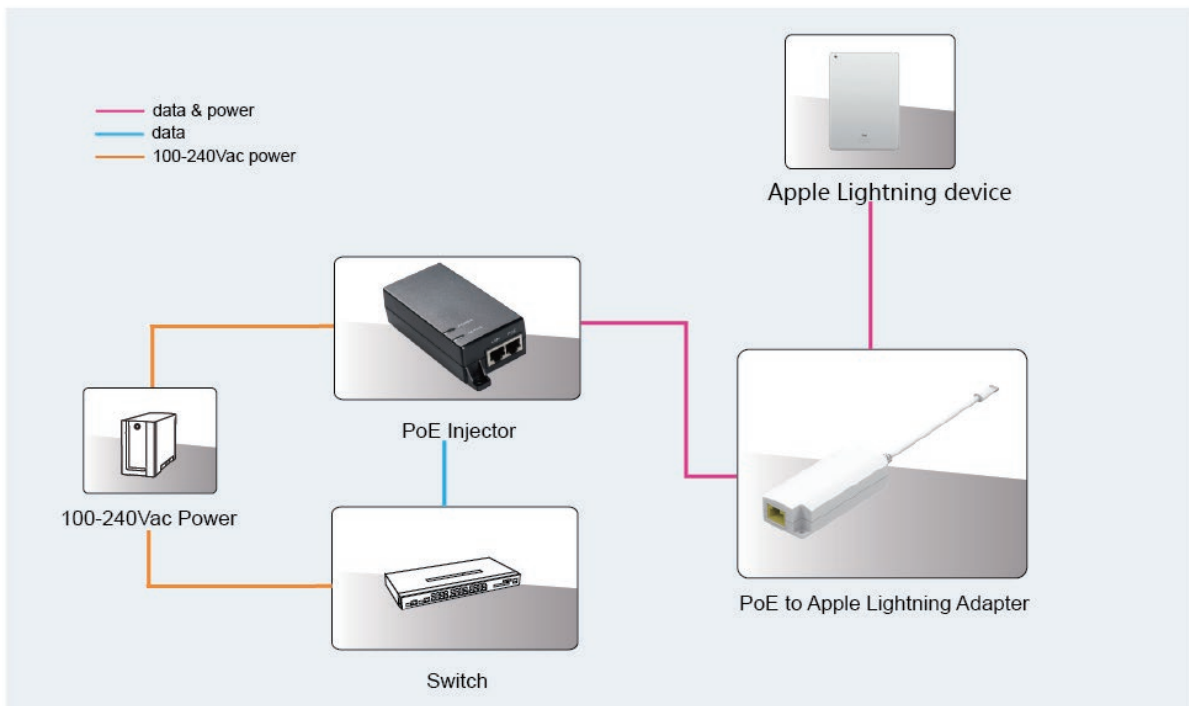 data & power
data
100-240Vac power
Apple Lightning device
PoE Injector
100-240Vac Power
PoE to Apple Lightning Adapter
Switch